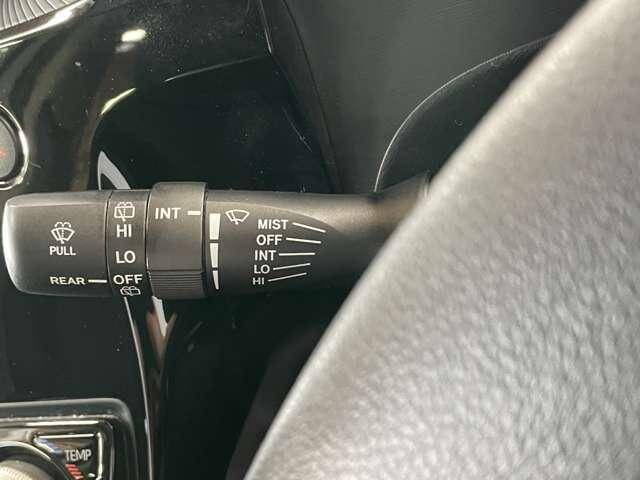 PULL
REAR
HI
LO
OFF
INT
MIST
OFF
INT
LO
HI
TEMP